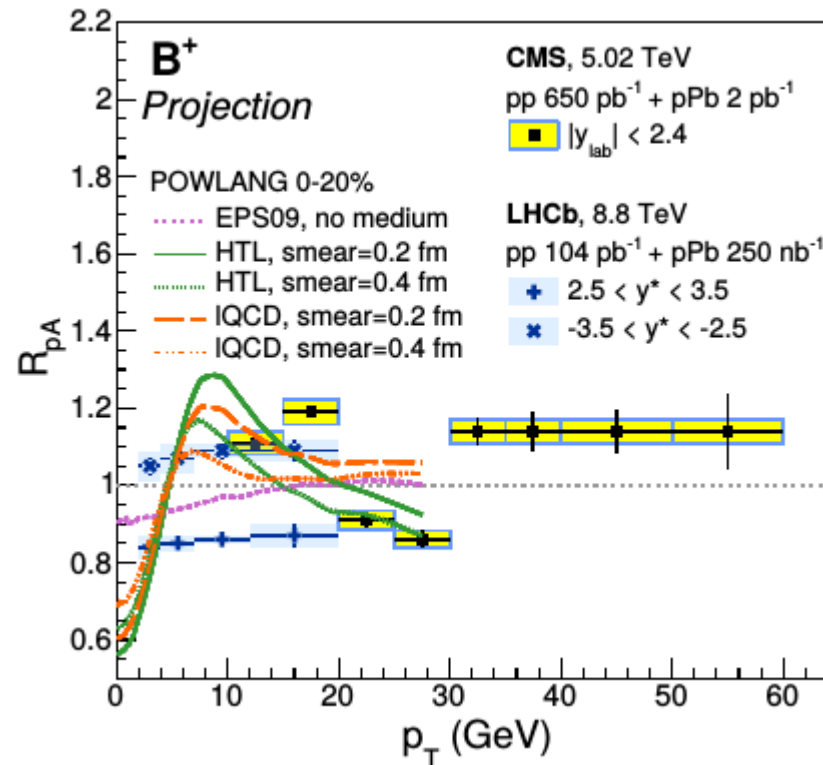 B⁺
Projection
CMS, 5.02 TeV
pp 650 pb⁻¹ + pPb 2 pb⁻¹
|y_lab| < 2.4
POWLANG 0-20%
EPS09, no medium
HTL, smear=0.2 fm
HTL, smear=0.4 fm
lQCD, smear=0.2 fm
lQCD, smear=0.4 fm
LHCb, 8.8 TeV
pp 104 pb⁻¹ + pPb 250 nb⁻¹
2.5 < y* < 3.5
-3.5 < y* < -2.5
R_pA
2.2
2
1.8
1.6
1.4
1.2
1
0.8
0.6
0 10 20 30 40 50 60
p_T (GeV)